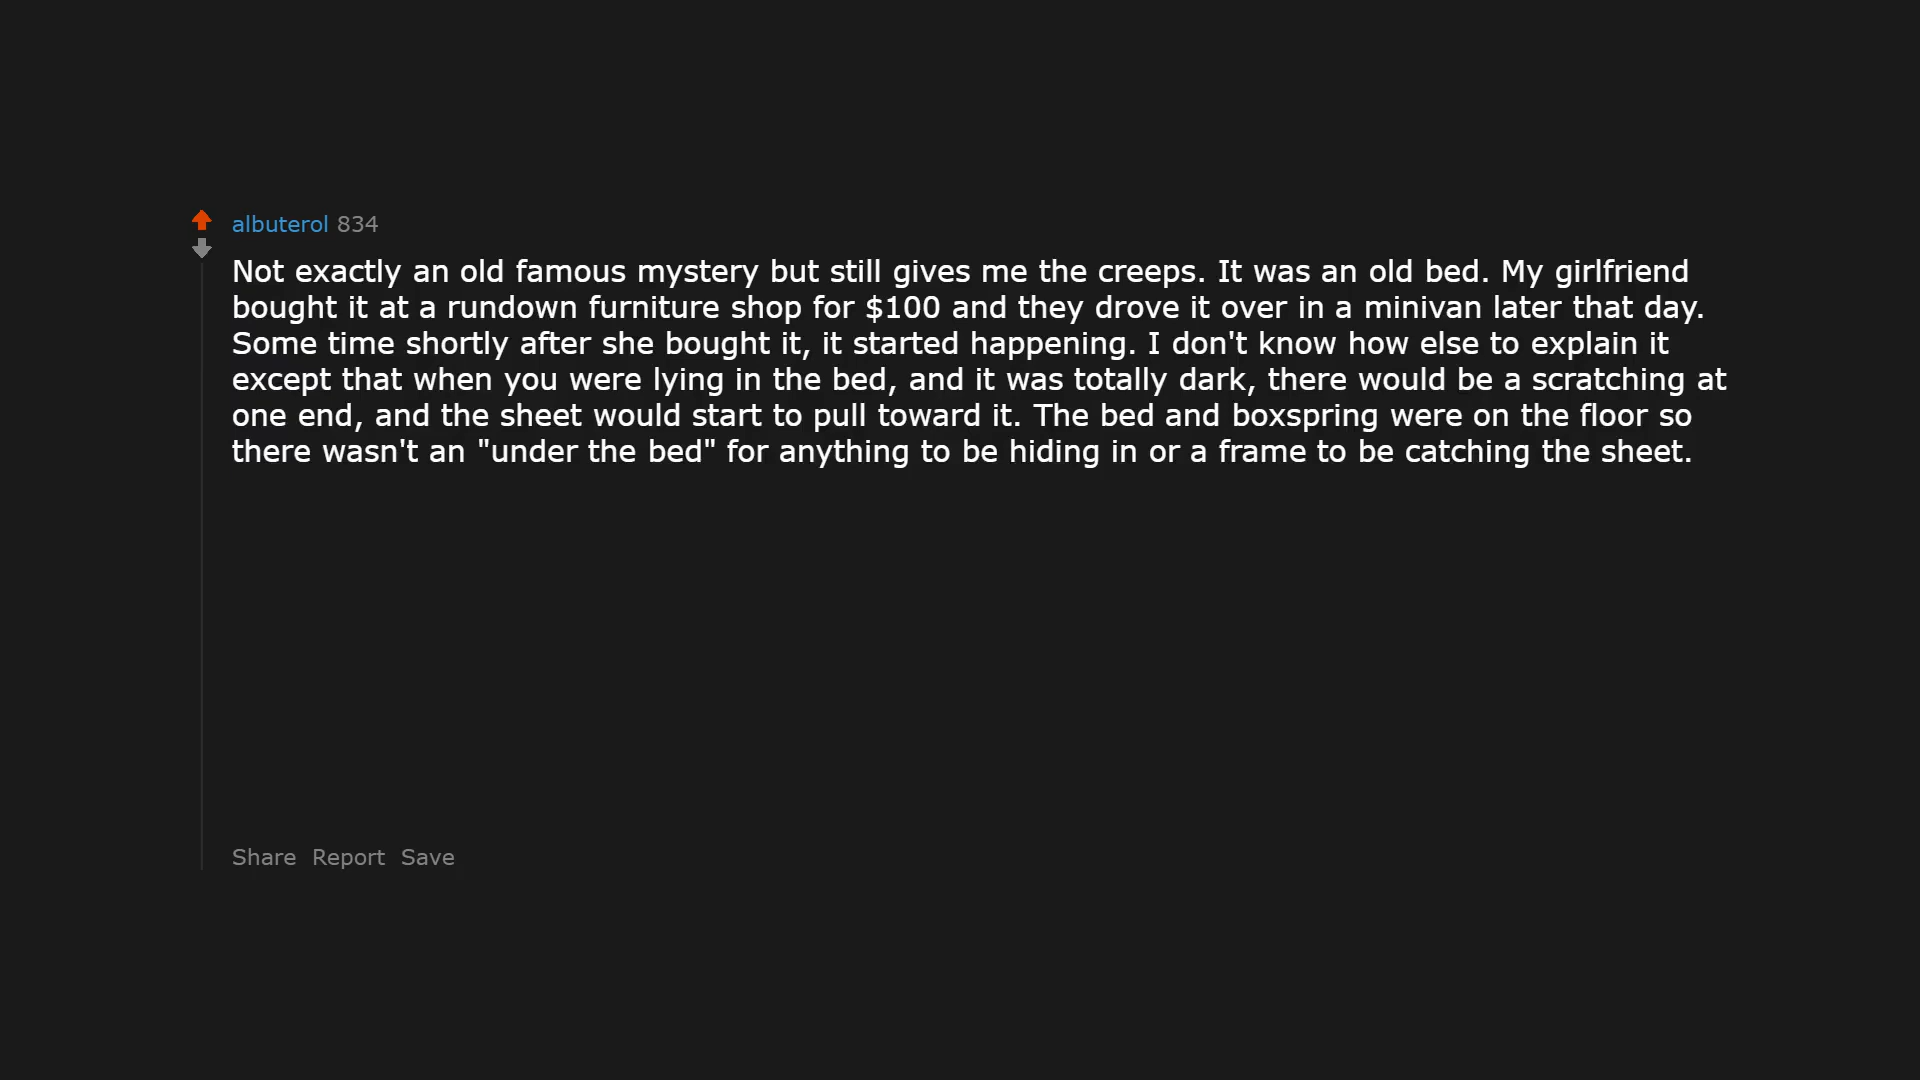 albuterol 834
Not exactly an old famous mystery but still gives me the creeps. It was an old bed. My girlfriend
bought it at a rundown furniture shop for $100 and they drove it over in a minivan later that day.
Some time shortly after she bought it, it started happening. I don't know how else to explain it
except that when you were lying in the bed, and it was totally dark, there would be a scratching at
one end, and the sheet would start to pull toward it. The bed and boxspring were on the floor so
there wasn't an "under the bed" for anything to be hiding in or a frame to be catching the sheet.
Share Report Save